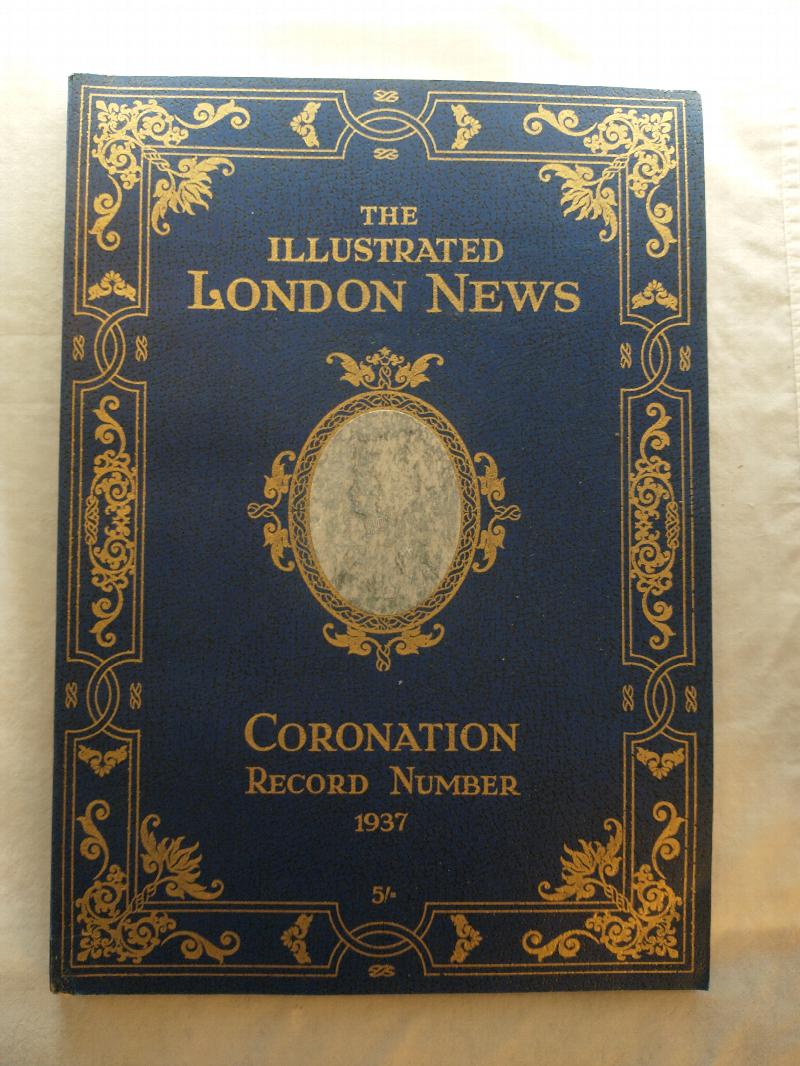 THE
ILLUSTRATED
LONDON NEWS
CORONATION
RECORD NUMBER
1937
5/=